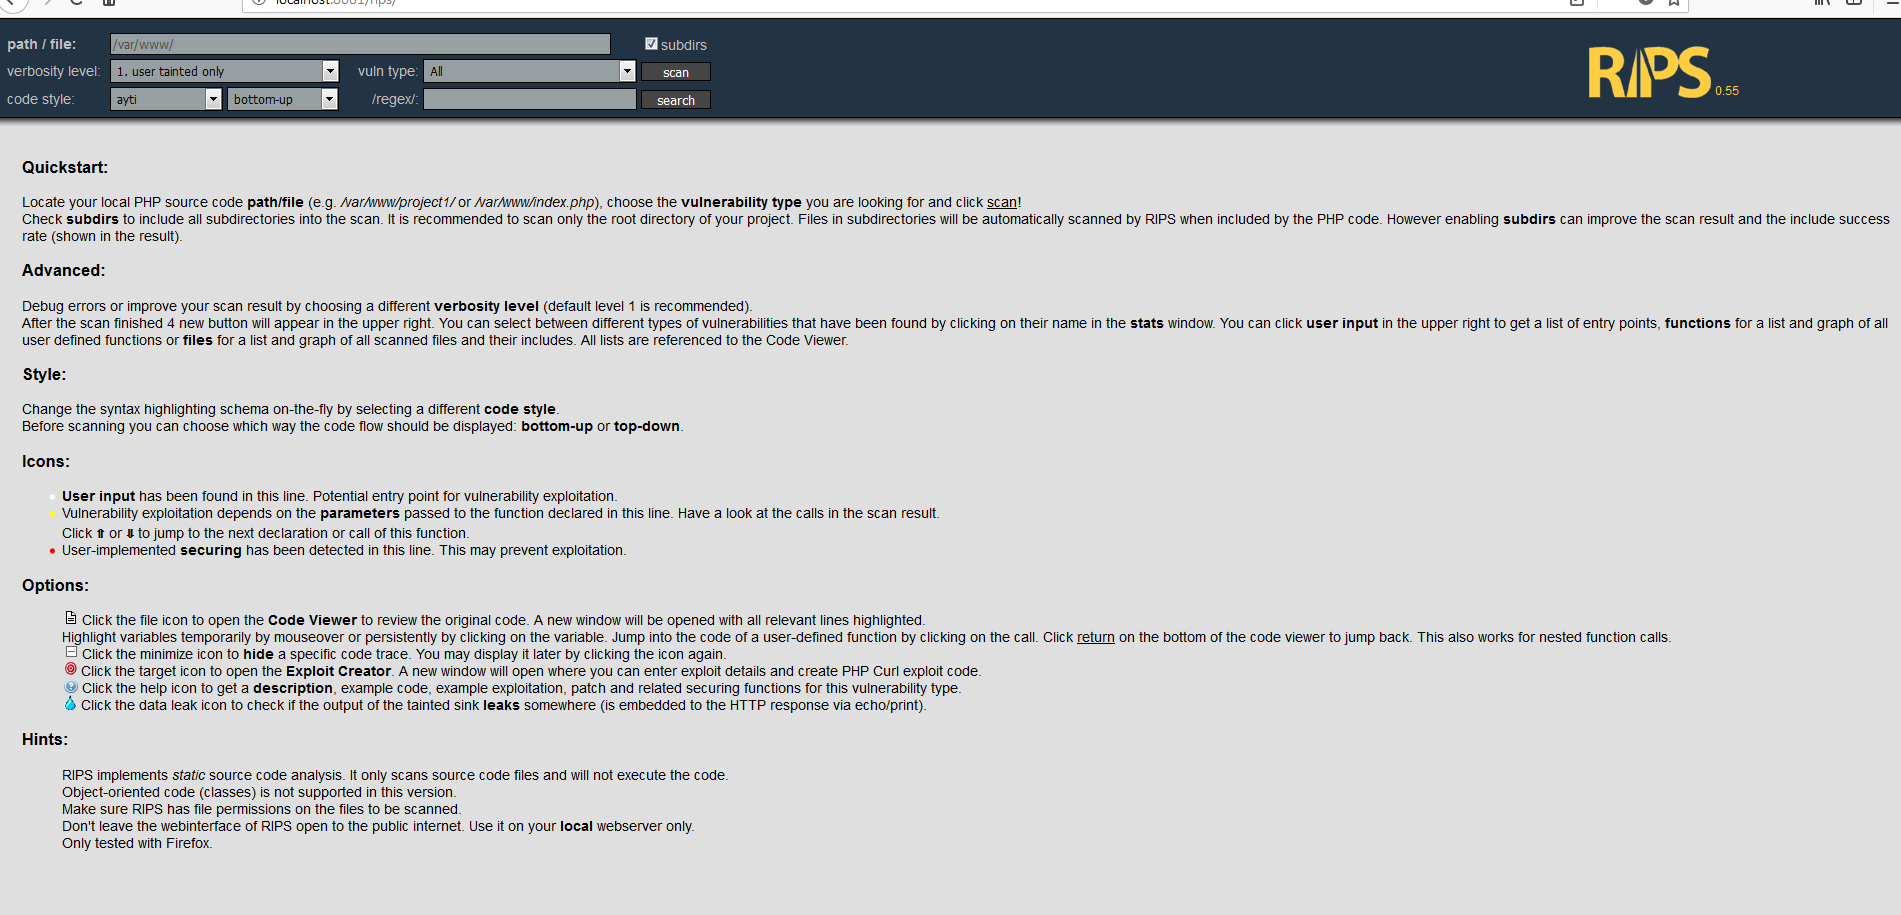 localhost:8081/rips/
path / file: /var/www/ subdirs
verbosity level: 1. user tainted only vuln type: All scan
code style: ayti bottom-up /regex/: search
RIPS 0.55
Quickstart:
Locate your local PHP source code path/file (e.g. /var/www/project1/ or /var/www/index.php), choose the vulnerability type you are looking for and click scan!
Check subdirs to include all subdirectories into the scan. It is recommended to scan only the root directory of your project. Files in subdirectories will be automatically scanned by RIPS when included by the PHP code. However enabling subdirs can improve the scan result and the include success
rate (shown in the result).
Advanced:
Debug errors or improve your scan result by choosing a different verbosity level (default level 1 is recommended).
After the scan finished 4 new button will appear in the upper right. You can select between different types of vulnerabilities that have been found by clicking on their name in the stats window. You can click user input in the upper right to get a list of entry points, functions for a list and graph of all
user defined functions or files for a list and graph of all scanned files and their includes. All lists are referenced to the Code Viewer.
Style:
Change the syntax highlighting schema on-the-fly by selecting a different code style.
Before scanning you can choose which way the code flow should be displayed: bottom-up or top-down.
Icons:
User input has been found in this line. Potential entry point for vulnerability exploitation.
Vulnerability exploitation depends on the parameters passed to the function declared in this line. Have a look at the calls in the scan result.
Click ⇑ or ⇓ to jump to the next declaration or call of this function.
User-implemented securing has been detected in this line. This may prevent exploitation.
Options:
Click the file icon to open the Code Viewer to review the original code. A new window will be opened with all relevant lines highlighted.
Highlight variables temporarily by mouseover or persistently by clicking on the variable. Jump into the code of a user-defined function by clicking on the call. Click return on the bottom of the code viewer to jump back. This also works for nested function calls.
Click the minimize icon to hide a specific code trace. You may display it later by clicking the icon again.
Click the target icon to open the Exploit Creator. A new window will open where you can enter exploit details and create PHP Curl exploit code.
Click the help icon to get a description, example code, example exploitation, patch and related securing functions for this vulnerability type.
Click the data leak icon to check if the output of the tainted sink leaks somewhere (is embedded to the HTTP response via echo/print).
Hints:
RIPS implements static source code analysis. It only scans source code files and will not execute the code.
Object-oriented code (classes) is not supported in this version.
Make sure RIPS has file permissions on the files to be scanned.
Don't leave the webinterface of RIPS open to the public internet. Use it on your local webserver only.
Only tested with Firefox.